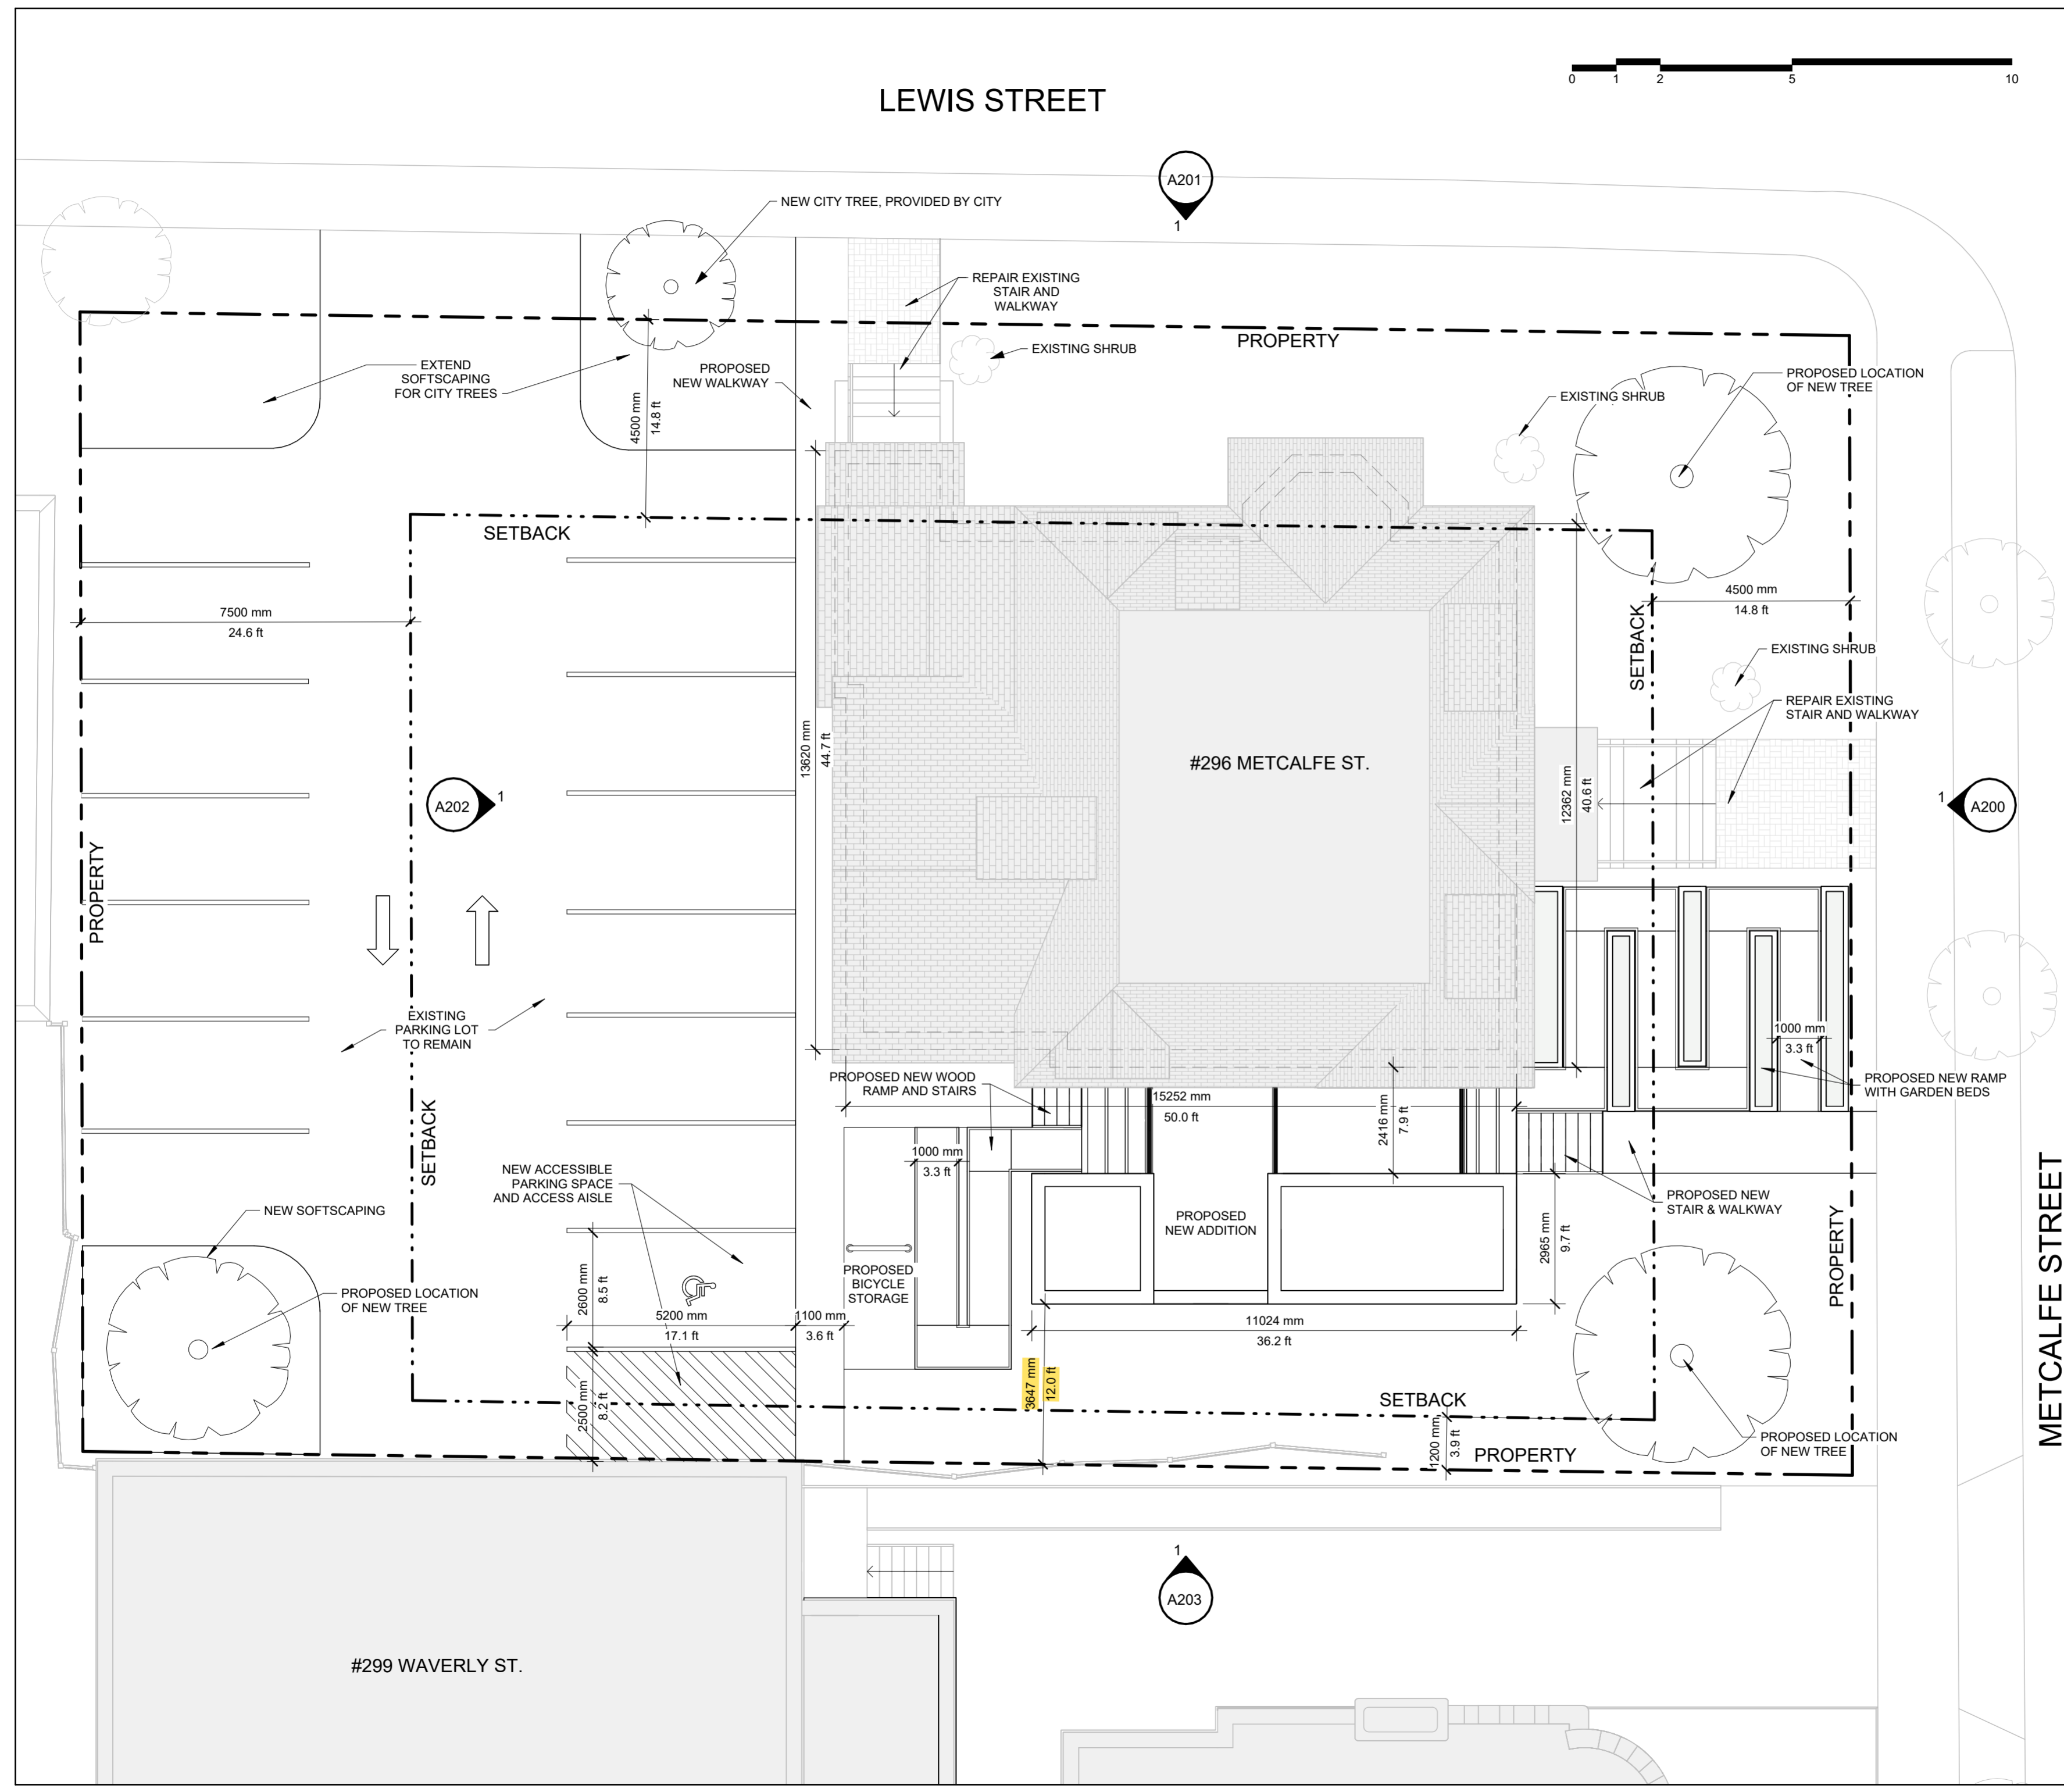 0 1 2 5 10
LEWIS STREET
A201
1
NEW CITY TREE, PROVIDED BY CITY
REPAIR EXISTING
STAIR AND
WALKWAY
PROPERTY
EXISTING SHRUB
EXTEND
SOFTSCAPING
FOR CITY TREES
PROPOSED
NEW WALKWAY
4500 mm
14.8 ft
EXISTING SHRUB
PROPOSED LOCATION
OF NEW TREE
SETBACK
7500 mm
24.6 ft
4500 mm
14.8 ft
SETBACK
EXISTING SHRUB
REPAIR EXISTING
STAIR AND WALKWAY
13620 mm
44.7 ft
#296 METCALFE ST.
12362 mm
40.6 ft
A202
1
1
A200
PROPERTY
EXISTING
PARKING LOT
TO REMAIN
1000 mm
3.3 ft
PROPOSED NEW RAMP
WITH GARDEN BEDS
PROPOSED NEW WOOD
RAMP AND STAIRS
15252 mm
50.0 ft
2416 mm
7.9 ft
SETBACK
1000 mm
3.3 ft
NEW ACCESSIBLE
PARKING SPACE
AND ACCESS AISLE
NEW SOFTSCAPING
PROPOSED
NEW ADDITION
PROPOSED NEW
STAIR & WALKWAY
2965 mm
9.7 ft
PROPERTY
METCALFE STREET
PROPOSED
BICYCLE
STORAGE
2600 mm
8.5 ft
PROPOSED LOCATION
OF NEW TREE
5200 mm
17.1 ft
1100 mm
3.6 ft
11024 mm
36.2 ft
3647 mm
12.0 ft
2500 mm
8.2 ft
SETBACK
1200 mm
3.9 ft
PROPERTY
PROPOSED LOCATION
OF NEW TREE
1
A203
#299 WAVERLY ST.